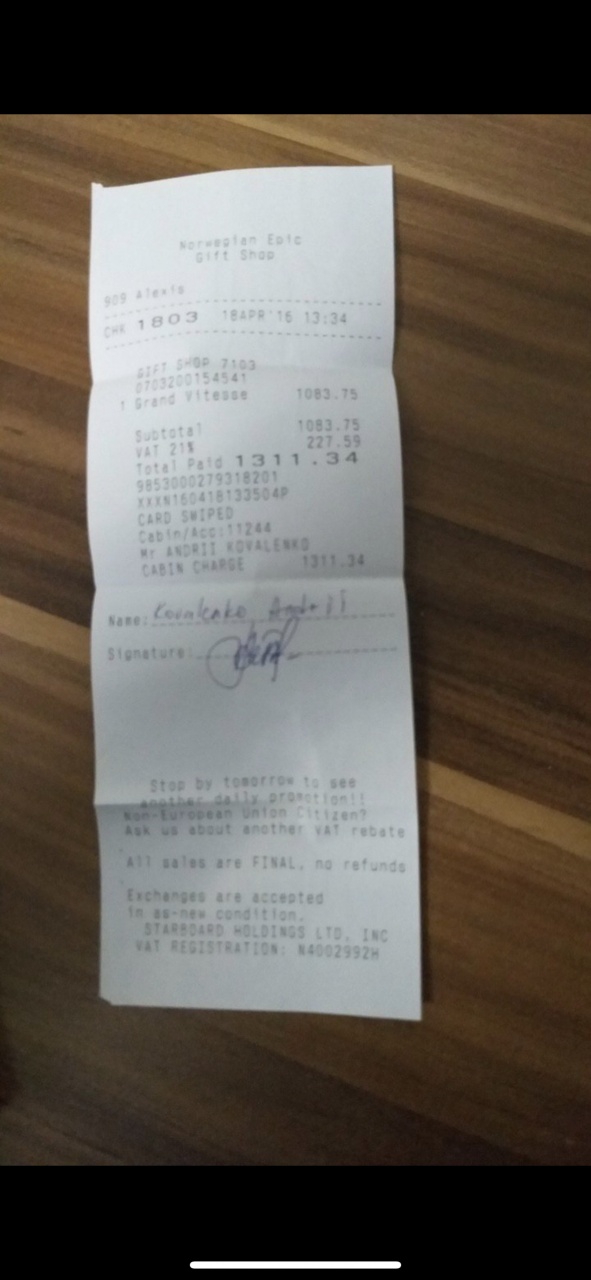 Norwegian Epic
Gift Shop
909 Alexis
CHK 1803 18APR'16 13:34
GIFT SHOP 7103
0703200154541
1 Grand Vitesse 1083.75
Subtotal 1083.75
VAT 21% 227.59
Total Paid 1311.34
9853000279318201
XXXN160418133504P
CARD SWIPED
Cabin/Acc:11244
Mr ANDRII KOVALENKO
CABIN CHARGE 1311.34
Name: Kovalenko Andrii
Signature:
Stop by tomorrow to see
another daily promotion!!
Non-European Union Citizen?
Ask us about another VAT rebate
All sales are FINAL, no refunds
Exchanges are accepted
in as-new condition.
STARBOARD HOLDINGS LTD, INC
VAT REGISTRATION: N4002992H